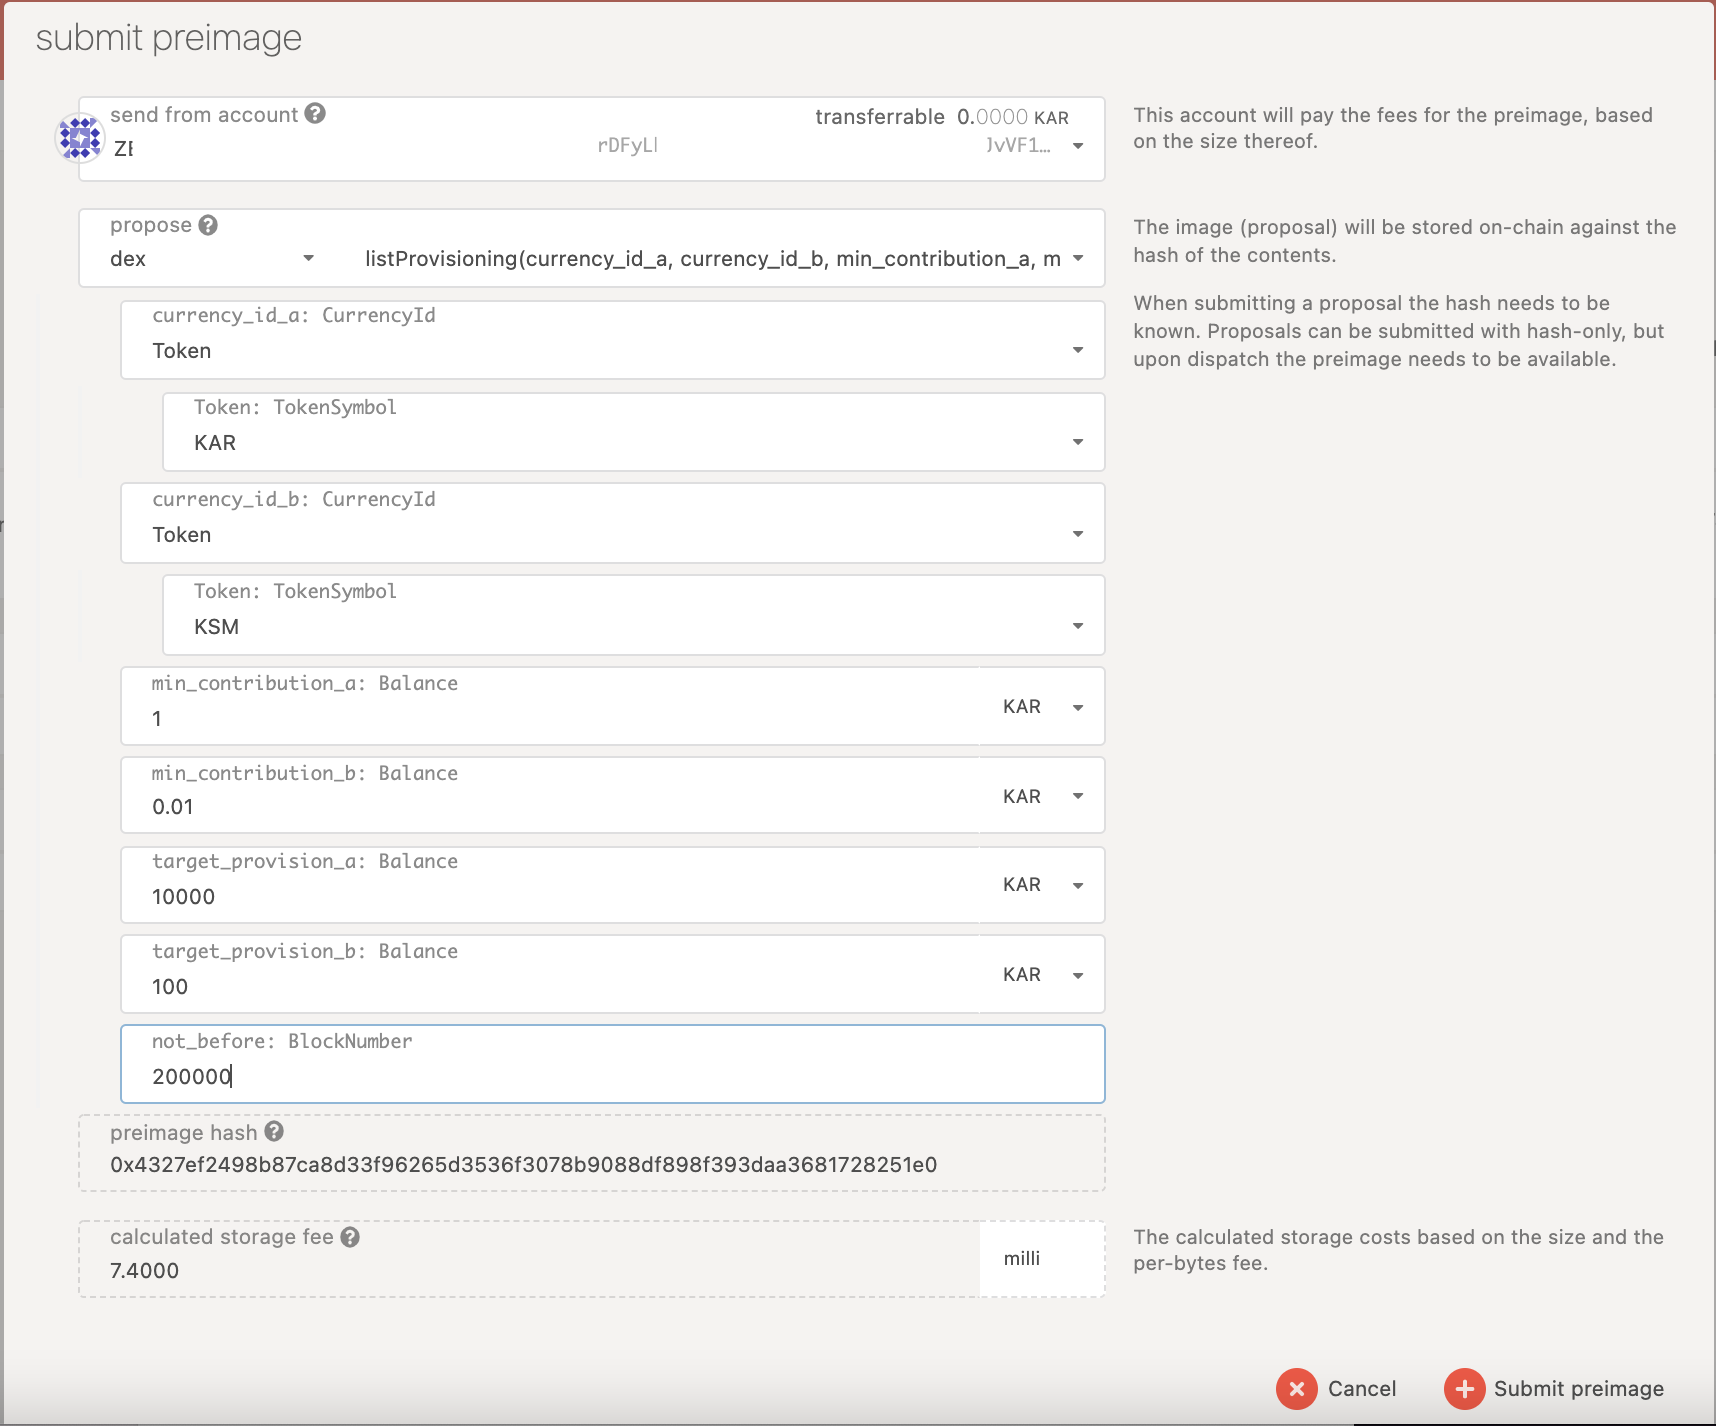 submit preimage
send from account
transferrable 0.0000 KAR
rDFyL
vVF1…
This account will pay the fees for the preimage, based
on the size thereof.
propose
dex
listProvisioning(currency_id_a, currency_id_b, min_contribution_a, m
The image (proposal) will be stored on-chain against the
hash of the contents.
When submitting a proposal the hash needs to be
known. Proposals can be submitted with hash-only, but
upon dispatch the preimage needs to be available.
currency_id_a: CurrencyId
Token
Token: TokenSymbol
KAR
currency_id_b: CurrencyId
Token
Token: TokenSymbol
KSM
min_contribution_a: Balance
1
KAR
min_contribution_b: Balance
0.01
KAR
target_provision_a: Balance
10000
KAR
target_provision_b: Balance
100
KAR
not_before: BlockNumber
200000
preimage hash
0x4327ef2498b87ca8d33f96265d3536f3078b9088df898f393daa3681728251e0
calculated storage fee
7.4000
milli
The calculated storage costs based on the size and the
per-bytes fee.
Cancel
Submit preimage